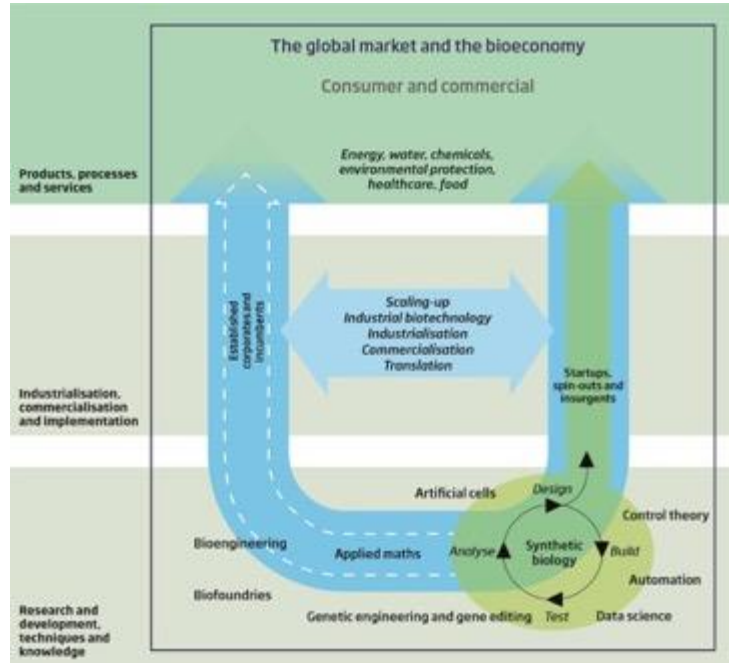 The global market and the bioeconomy
Consumer and commercial
Energy, water, chemicals,
environmental protection,
healthcare, food
Products, processes
and services
Established
corporates and
incumbents
Scaling-up
Industrial biotechnology
Industrialisation
Commercialisation
Translation
Startups,
spin-outs and
insurgents
Industrialisation,
commercialisation
and implementation
Artificial cells
Design
Control theory
Bioengineering
Applied maths
Analyse
Synthetic
biology
Build
Automation
Biofoundries
Genetic engineering and gene editing
Test
Data science
Research and
development,
techniques and
knowledge